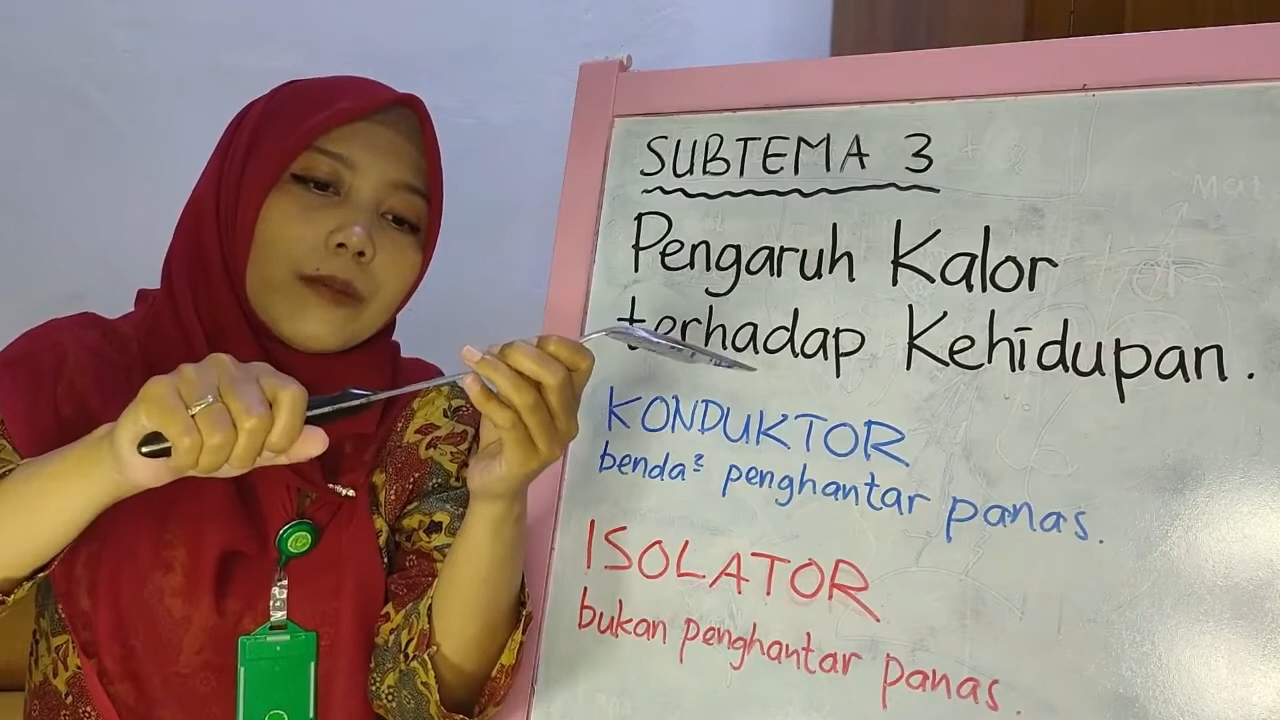 SUBTEMA 3
Pengaruh Kalor
terhadap Kehidupan.
KONDUKTOR
benda² penghantar panas.
ISOLATOR
bukan penghantar panas.